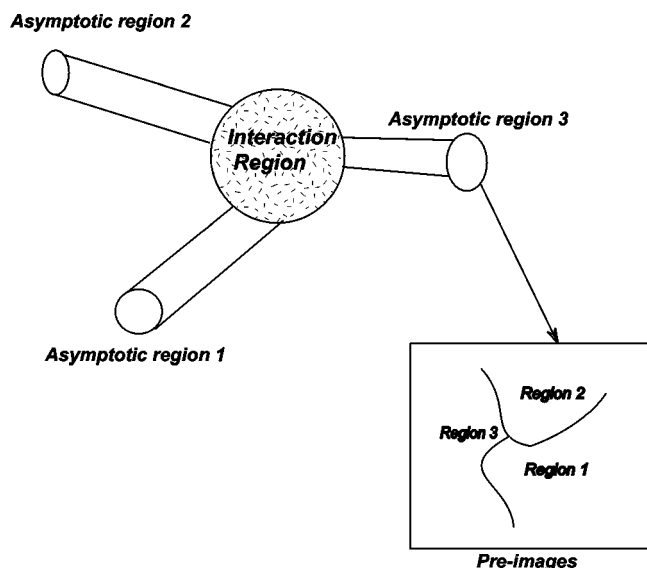 Asymptotic region 2
Asymptotic region 3
Interaction
Region
Asymptotic region 1
Region 2
Region 3
Region 1
Pre-images